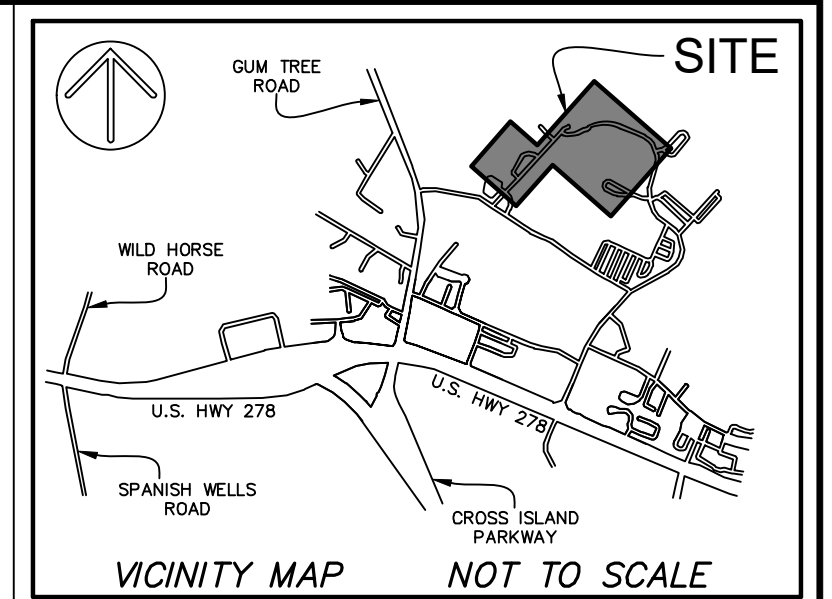 SITE
GUM TREE
ROAD
WILD HORSE
ROAD
U.S. HWY 278
U.S. HWY 278
SPANISH WELLS
ROAD
CROSS ISLAND
PARKWAY
VICINITY MAP NOT TO SCALE